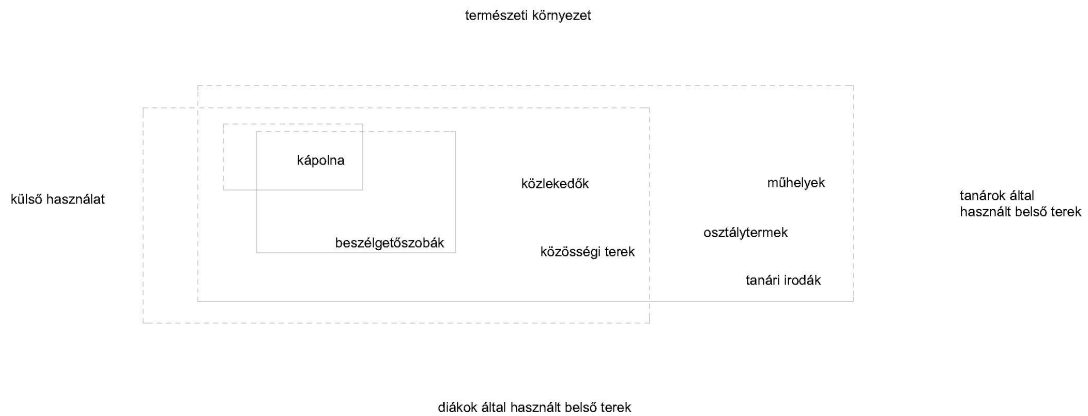 természeti környezet
kápolna
közlekedők
műhelyek
külső használat
tanárok által
használt belső terek
osztálytermek
beszélgetőszobák
közösségi terek
tanári irodák
diákok által használt belső terek